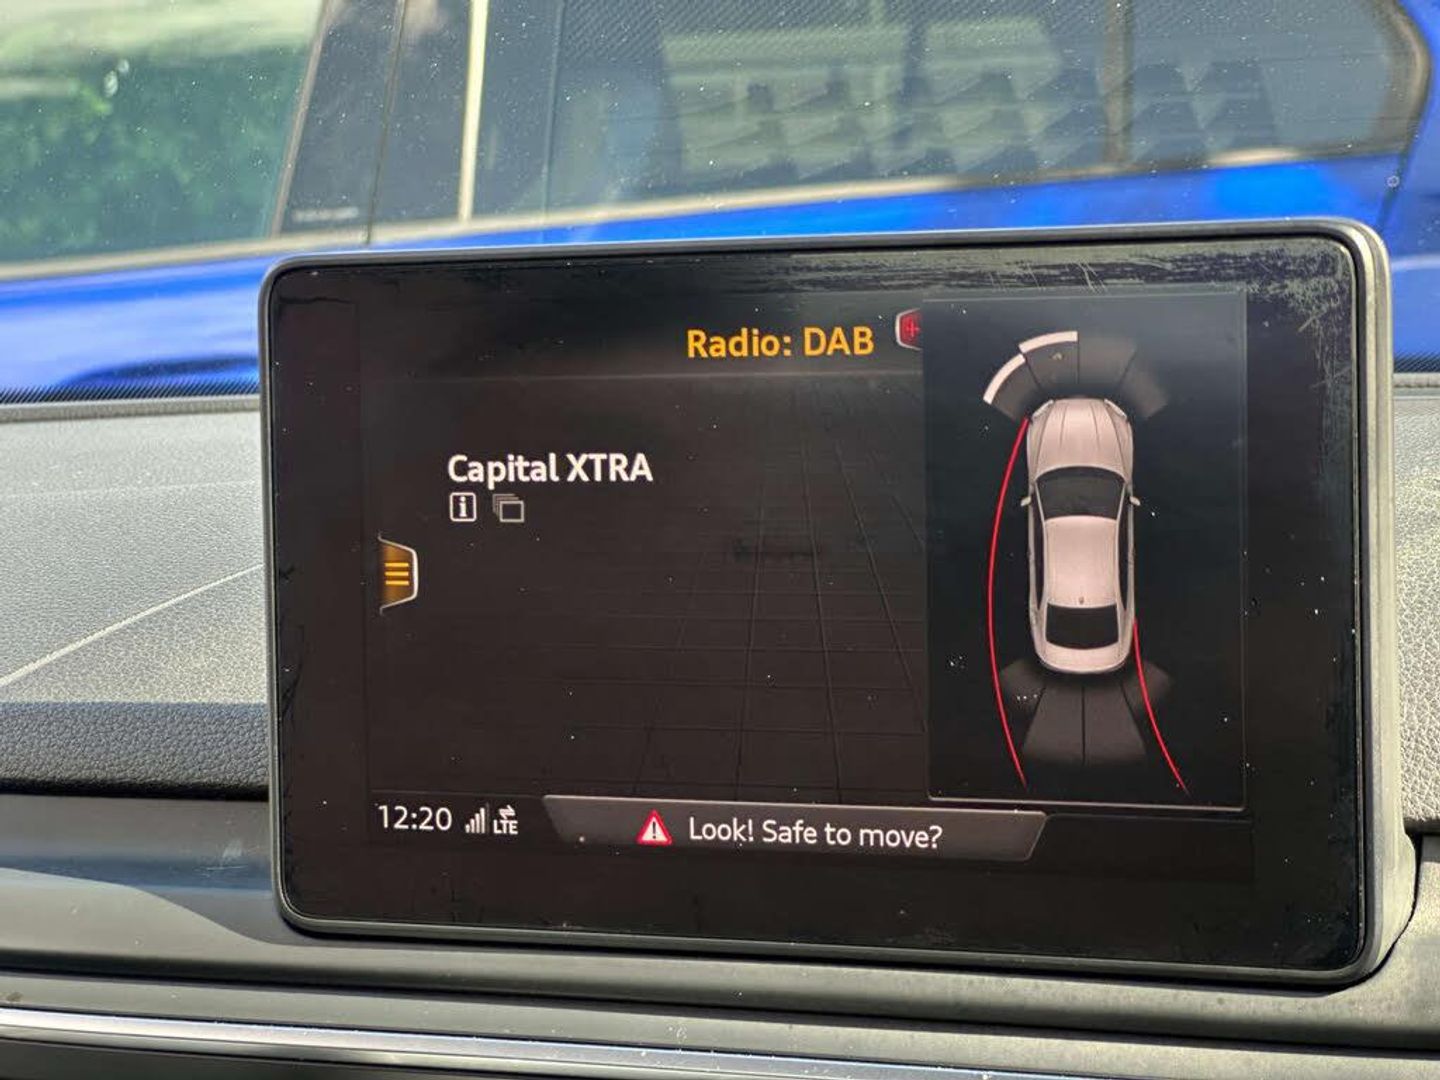 Radio: DAB
Capital XTRA
12:20 LTE
Look! Safe to move?